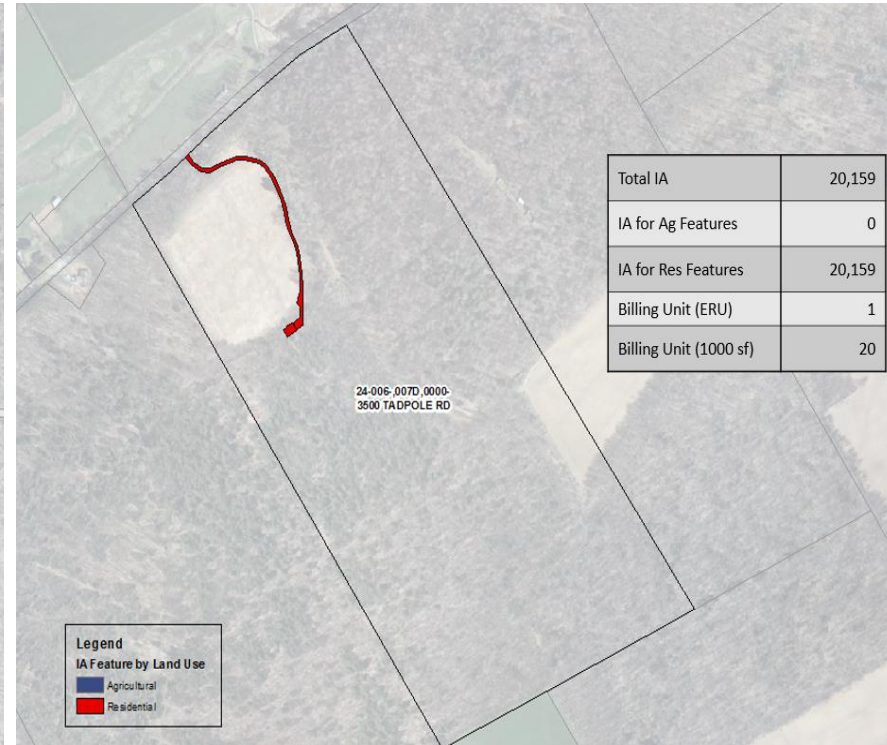 Total IA 20,159
IA for Ag Features 0
IA for Res Features 20,159
Billing Unit (ERU) 1
Billing Unit (1000 sf) 20
24-006-,007D,0000-
3500 TADPOLE RD
Legend
IA Feature by Land Use
Agricultural
Residential